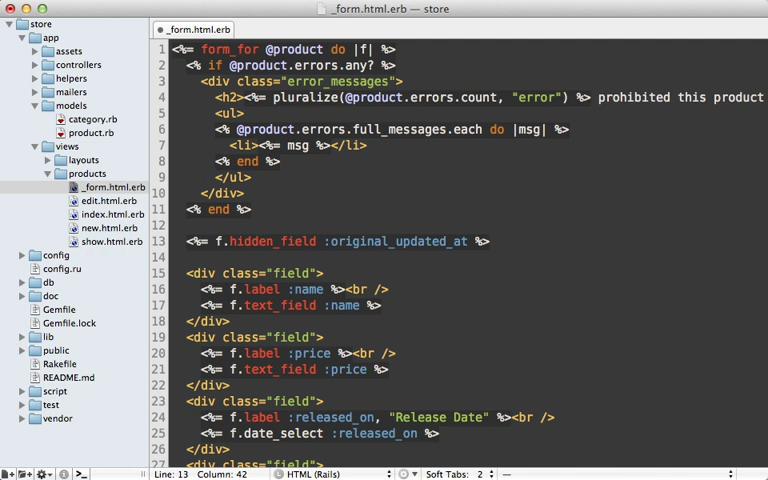 _form.html.erb — store
store
app
assets
controllers
helpers
mailers
models
category.rb
product.rb
views
layouts
products
_form.html.erb
edit.html.erb
index.html.erb
new.html.erb
show.html.erb
config
config.ru
db
doc
Gemfile
Gemfile.lock
lib
public
Rakefile
README.md
script
test
vendor
_form.html.erb
1 <%= form_for @product do |f| %>
2 <% if @product.errors.any? %>
3 <div class="error_messages">
4 <h2><%= pluralize(@product.errors.count, "error") %> prohibited this product
5 <ul>
6 <% @product.errors.full_messages.each do |msg| %>
7 <li><%= msg %></li>
8 <% end %>
9 </ul>
10 </div>
11 <% end %>
12
13 <%= f.hidden_field :original_updated_at %>
14
15 <div class="field">
16 <%= f.label :name %><br />
17 <%= f.text_field :name %>
18 </div>
19 <div class="field">
20 <%= f.label :price %><br />
21 <%= f.text_field :price %>
22 </div>
23 <div class="field">
24 <%= f.label :released_on, "Release Date" %><br />
25 <%= f.date_select :released_on %>
26 </div>
27 <div class="field">
Line: 13 Column: 42 HTML (Rails) Soft Tabs: 2 —